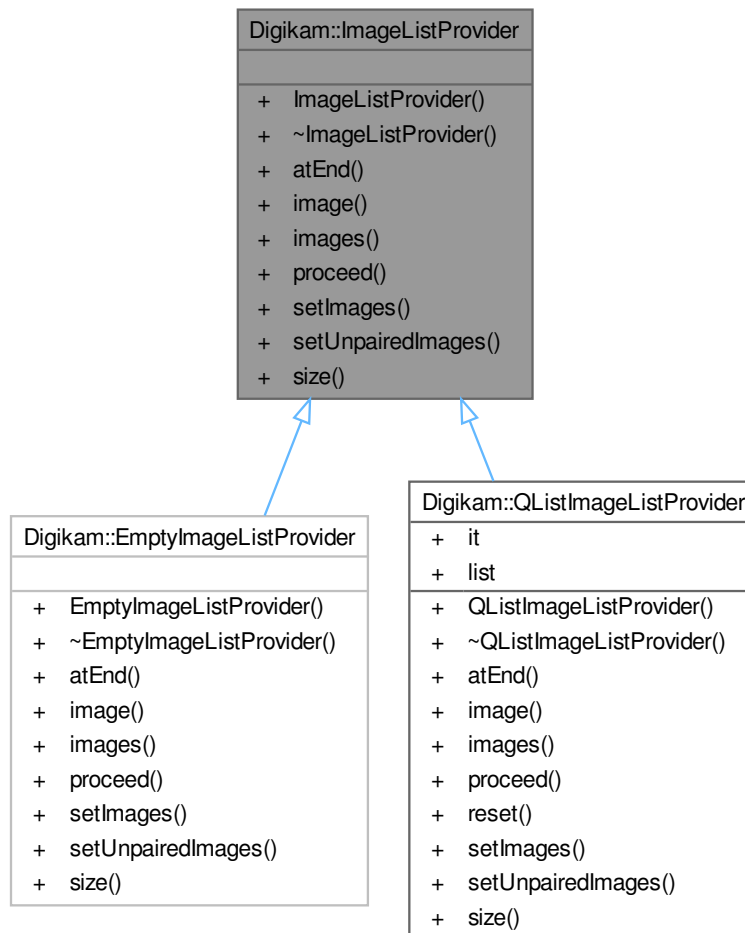 Digikam::ImageListProvider
+ ImageListProvider()
+ ~ImageListProvider()
+ atEnd()
+ image()
+ images()
+ proceed()
+ setImages()
+ setUnpairedImages()
+ size()
Digikam::EmptyImageListProvider
+ EmptyImageListProvider()
+ ~EmptyImageListProvider()
+ atEnd()
+ image()
+ images()
+ proceed()
+ setImages()
+ setUnpairedImages()
+ size()
Digikam::QListImageListProvider
+ it
+ list
+ QListImageListProvider()
+ ~QListImageListProvider()
+ atEnd()
+ image()
+ images()
+ proceed()
+ reset()
+ setImages()
+ setUnpairedImages()
+ size()